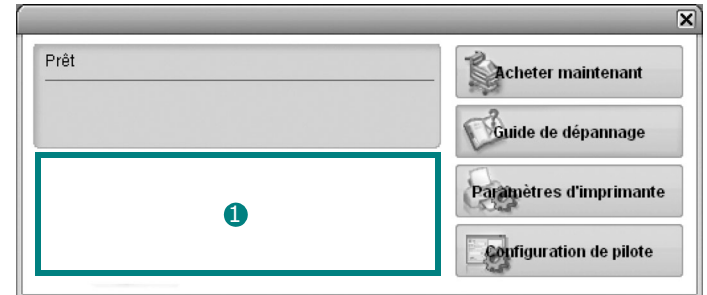 Prêt
Acheter maintenant
Guide de dépannage
Paramètres d'imprimante
Configuration de pilote
1